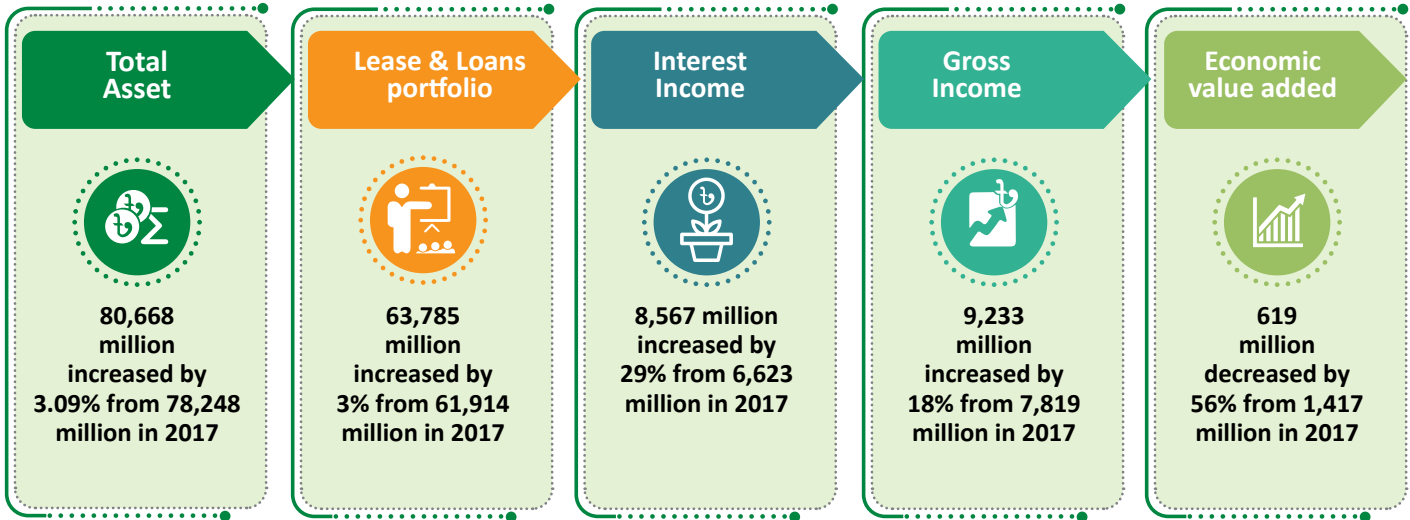 Total
Asset
80,668
million
increased by
3.09% from 78,248
million in 2017
Lease & Loans
portfolio
63,785
million
increased by
3% from 61,914
million in 2017
Interest
Income
8,567 million
increased by
29% from 6,623
million in 2017
Gross
Income
9,233
million
increased by
18% from 7,819
million in 2017
Economic
value added
619
million
decreased by
56% from 1,417
million in 2017